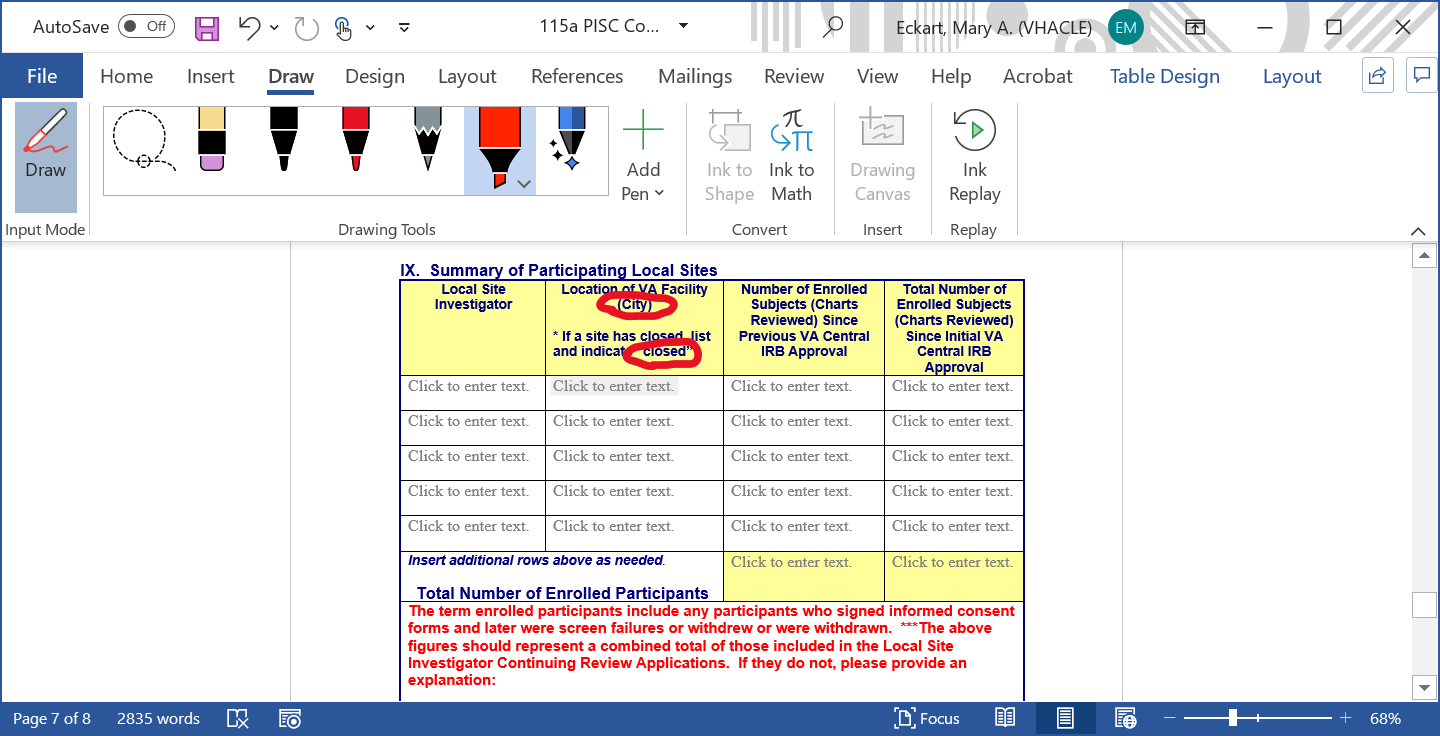 AutoSave Off 115a PISC Co... Eckart, Mary A. (VHACLE) EM
File Home Insert Draw Design Layout References Mailings Review View Help Acrobat Table Design Layout
Draw
Add Pen
Ink to Shape
Ink to Math
Drawing Canvas
Ink Replay
Input Mode Drawing Tools Convert Insert Replay
IX. Summary of Participating Local Sites
Local Site
Investigator
Location of VA Facility
(City)
* If a site has closed, list
and indicate "closed"
Number of Enrolled
Subjects (Charts
Reviewed) Since
Previous VA Central
IRB Approval
Total Number of
Enrolled Subjects
(Charts Reviewed)
Since Initial VA
Central IRB
Approval
Click to enter text. Click to enter text. Click to enter text. Click to enter text.
Click to enter text. Click to enter text. Click to enter text. Click to enter text.
Click to enter text. Click to enter text. Click to enter text. Click to enter text.
Click to enter text. Click to enter text. Click to enter text. Click to enter text.
Click to enter text. Click to enter text. Click to enter text. Click to enter text.
Insert additional rows above as needed. Click to enter text. Click to enter text.
Total Number of Enrolled Participants
The term enrolled participants include any participants who signed informed consent
forms and later were screen failures or withdrew or were withdrawn. ***The above
figures should represent a combined total of those included in the Local Site
Investigator Continuing Review Applications. If they do not, please provide an
explanation:
Page 7 of 8 2835 words Focus 68%